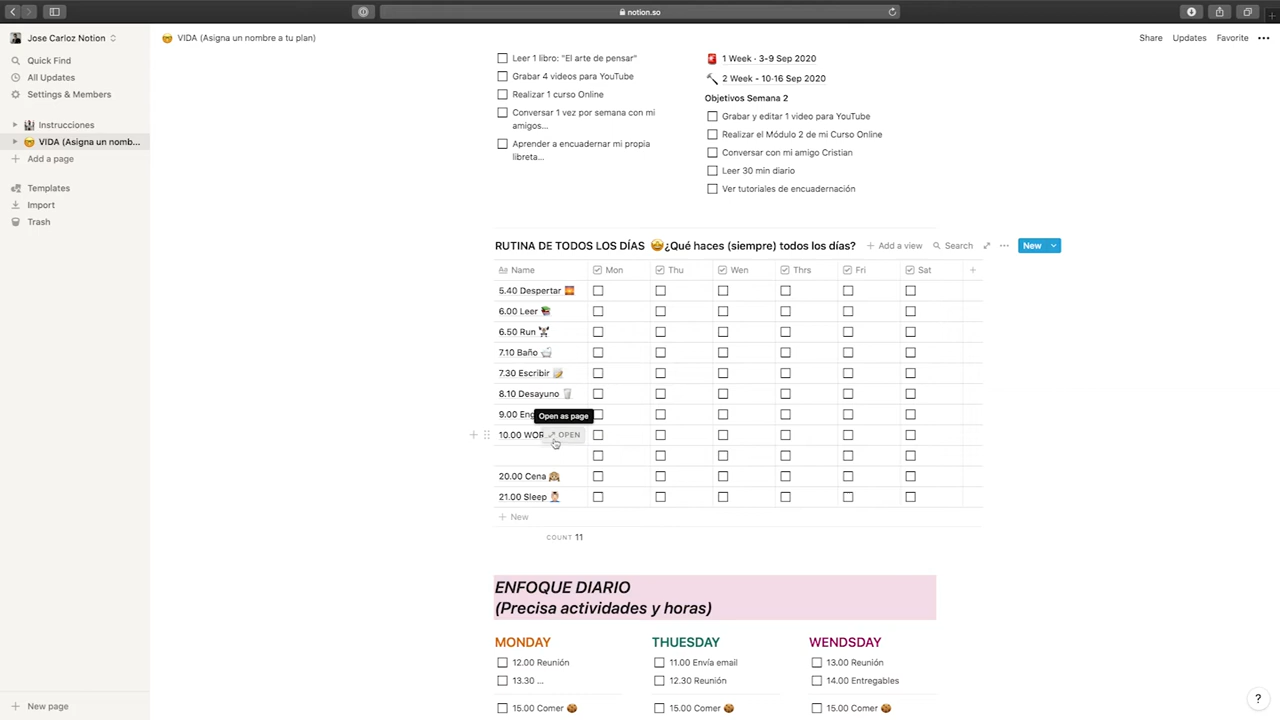 notion.so
Jose Carloz Notion
VIDA (Asigna un nombre a tu plan)
Share
Updates
Favorite
Quick Find
All Updates
Settings & Members
Instrucciones
VIDA (Asigna un nomb...
Add a page
Templates
Import
Trash
New page
Leer 1 libro: "El arte de pensar"
Grabar 4 videos para YouTube
Realizar 1 curso Online
Conversar 1 vez por semana con mi
amigos...
Aprender a encuadernar mi propia
libreta...
1 Week - 3-9 Sep 2020
2 Week - 10-16 Sep 2020
Objetivos Semana 2
Grabar y editar 1 video para YouTube
Realizar el Módulo 2 de mi Curso Online
Conversar con mi amigo Cristian
Leer 30 min diario
Ver tutoriales de encuadernación
RUTINA DE TODOS LOS DÍAS 🤩¿Qué haces (siempre) todos los días?
Add a view
Search
New
Name Mon Thu Wen Thrs Fri Sat
5.40 Despertar
6.00 Leer
6.50 Run
7.10 Baño
7.30 Escribir
8.10 Desayuno
9.00
Open as page
10.00 OPEN
20.00 Cena
21.00 Sleep
New
COUNT 11
ENFOQUE DIARIO
(Precisa actividades y horas)
MONDAY THUESDAY WENDSDAY
12.00 Reunión 11.00 Envía email 13.00 Reunión
13.30 ... 12.30 Reunión 14.00 Entregables
15.00 Comer 15.00 Comer 15.00 Comer
?